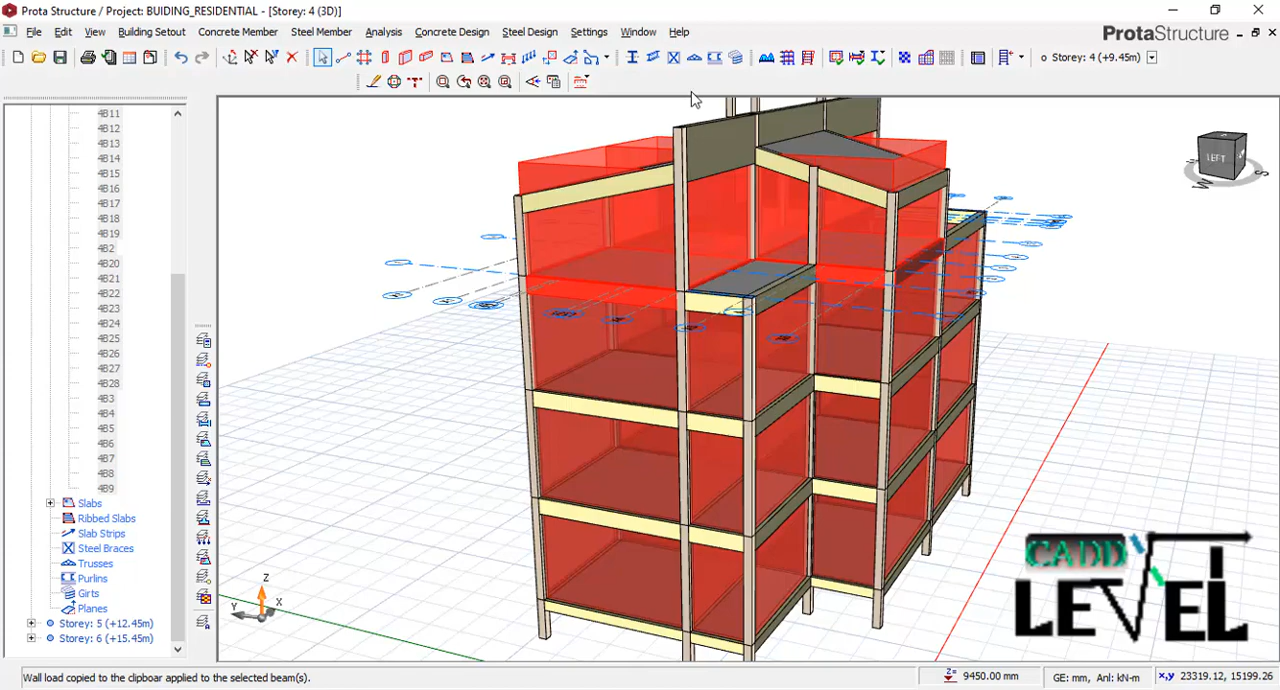 Prota Structure / Project: BUIDING_RESIDENTIAL - [Storey: 4 (3D)]
File Edit View Building Setout Concrete Member Steel Member Analysis Concrete Design Steel Design Settings Window Help
ProtaStructure
Storey: 4 (+9.45m)
4B11
4B12
4B13
4B14
4B15
4B16
4B17
4B18
4B19
4B2
4B20
4B21
4B22
4B23
4B24
4B25
4B26
4B27
4B28
4B3
4B4
4B5
4B6
4B7
4B8
4B9
Slabs
Ribbed Slabs
Slab Strips
Steel Braces
Trusses
Purlins
Girts
Planes
Storey: 5 (+12.45m)
Storey: 6 (+15.45m)
LEFT
W
S
Z
Y
X
CADD
LEVEL
Wall load copied to the clipboar applied to the selected beam(s).
Z= 9450.00 mm
GE: mm, Anl: kN-m
x,y 23319.12, 15199.26